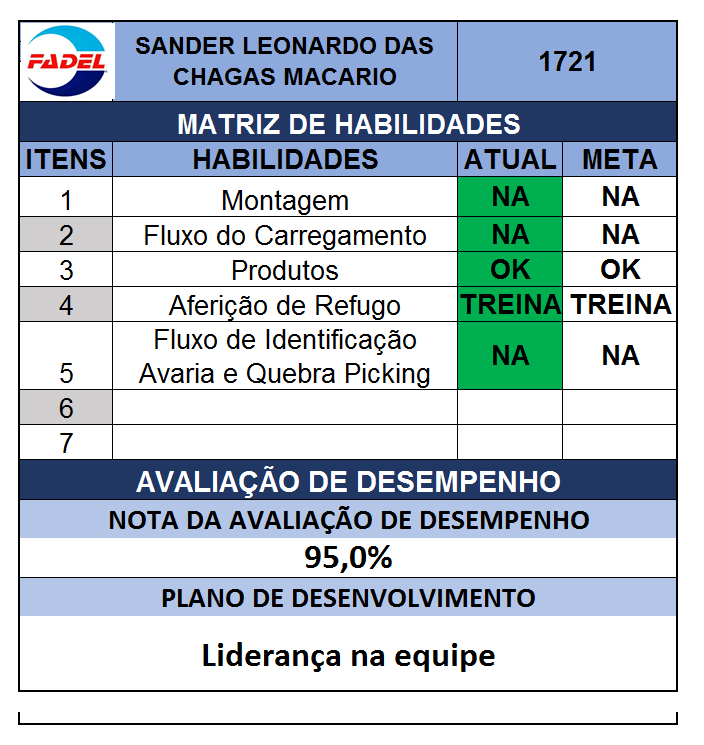 FADEL
SANDER LEONARDO DAS
CHAGAS MACARIO
1721
MATRIZ DE HABILIDADES
ITENS HABILIDADES ATUAL META
1 Montagem NA NA
2 Fluxo do Carregamento NA NA
3 Produtos OK OK
4 Aferição de Refugo TREINA TREINA
Fluxo de Identificação
5 Avaria e Quebra Picking NA NA
6
7
AVALIAÇÃO DE DESEMPENHO
NOTA DA AVALIAÇÃO DE DESEMPENHO
95,0%
PLANO DE DESENVOLVIMENTO
Liderança na equipe